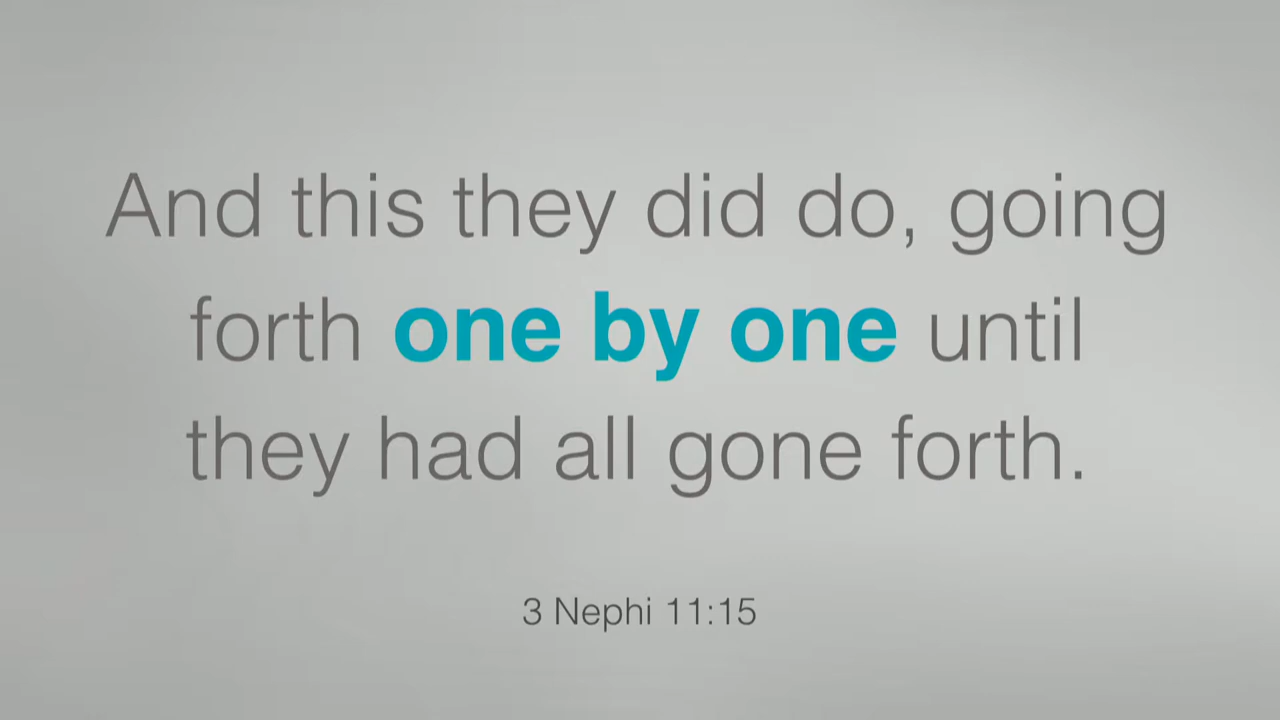 And this they did do, going
forth one by one until
they had all gone forth.
3 Nephi 11:15